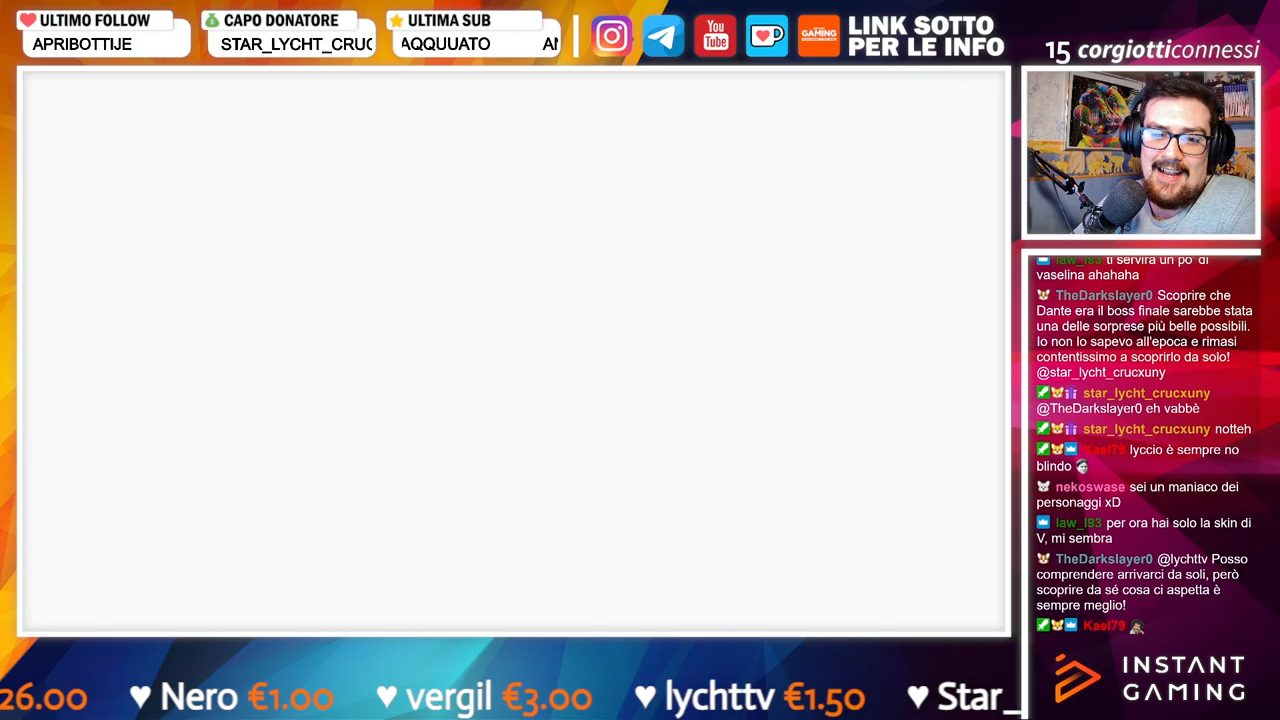 ULTIMO FOLLOW
APRIBOTTIJE
CAPO DONATORE
STAR_LYCHT_CRUC
ULTIMA SUB
AQQUUATO
You
Tube
GAMING
LINK SOTTO
PER LE INFO
15 corgiotticonnessi
law_l93 ti servirà un po' di
vaselina ahahaha
TheDarkslayer0 Scoprire che
Dante era il boss finale sarebbe stata
una delle sorprese più belle possibili.
Io non lo sapevo all'epoca e rimasi
contentissimo a scoprirlo da solo!
@star_lycht_crucxuny
star_lycht_crucxuny
@TheDarkslayer0 eh vabbè
star_lycht_crucxuny notteh
Kael79 lyccio è sempre no
blindo
nekoswase sei un maniaco dei
personaggi xD
law_l93 per ora hai solo la skin di
V, mi sembra
TheDarkslayer0 @lychttv Posso
comprendere arrivarci da soli, però
scoprire da sé cosa ci aspetta è
sempre meglio!
Kael79
26.00 ♥ Nero €1.00 ♥ vergil €3.00 ♥ lychttv €1.50 ♥ Star_
INSTANT
GAMING